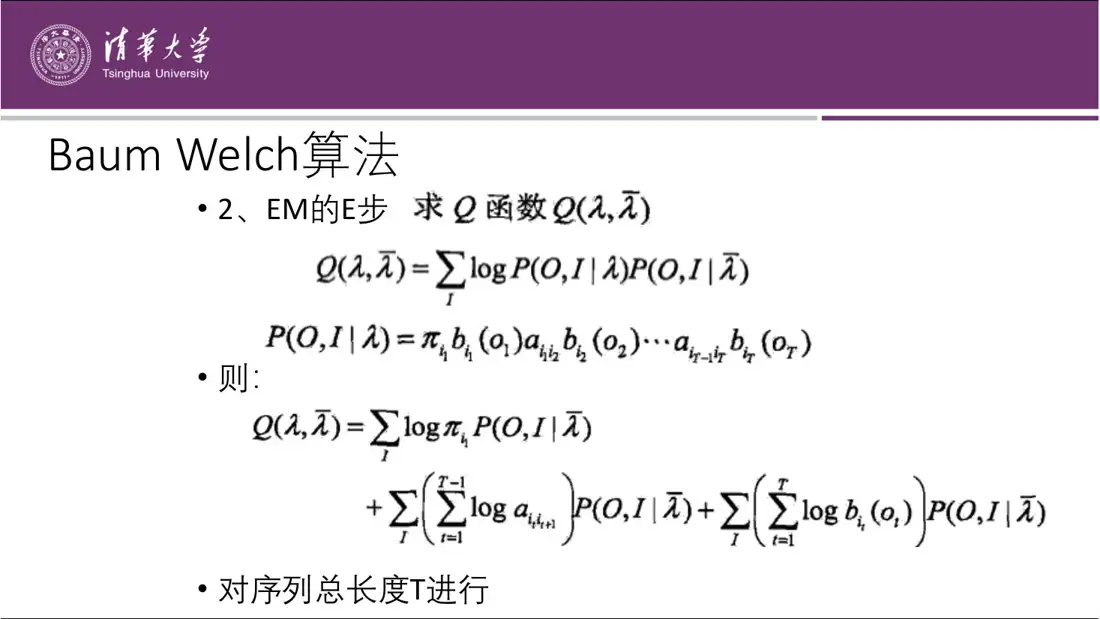 清华大学
Tsinghua University
Baum Welch算法
• 2、EM的E步 求 Q 函数 Q(λ, λ̄)
Q(λ, λ̄) = ∑_I log P(O, I | λ)P(O, I | λ̄)
P(O, I | λ) = π_{i_1} b_{i_1}(o_1) a_{i_1 i_2} b_{i_2}(o_2) ⋯ a_{i_{T-1} i_T} b_{i_T}(o_T)
• 则:
Q(λ, λ̄) = ∑_I log π_{i_1} P(O, I | λ̄)
+ ∑_I (∑_{t=1}^{T-1} log a_{i_t i_{t+1}}) P(O, I | λ̄) + ∑_I (∑_{t=1}^{T} log b_{i_t}(o_t)) P(O, I | λ̄)
• 对序列总长度T进行